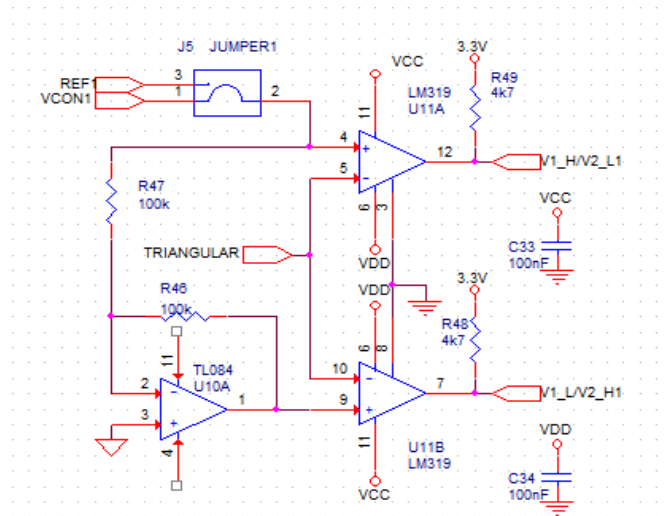 J5 JUMPER1
REF1
VCON1
3
1
2
VCC
3.3V
R49
4k7
LM319
U11A
11
4
+
5
-
12
6
3
V1_H/V2_L1
VDD
R47
100k
TRIANGULAR
VCC
C33
100nF
VDD
3.3V
R46
100k
R48
4k7
11
TL084
U10A
2
-
3
+
1
4
6
8
10
-
9
+
7
11
V1_L/V2_H1
U11B
LM319
VCC
VDD
C34
100nF